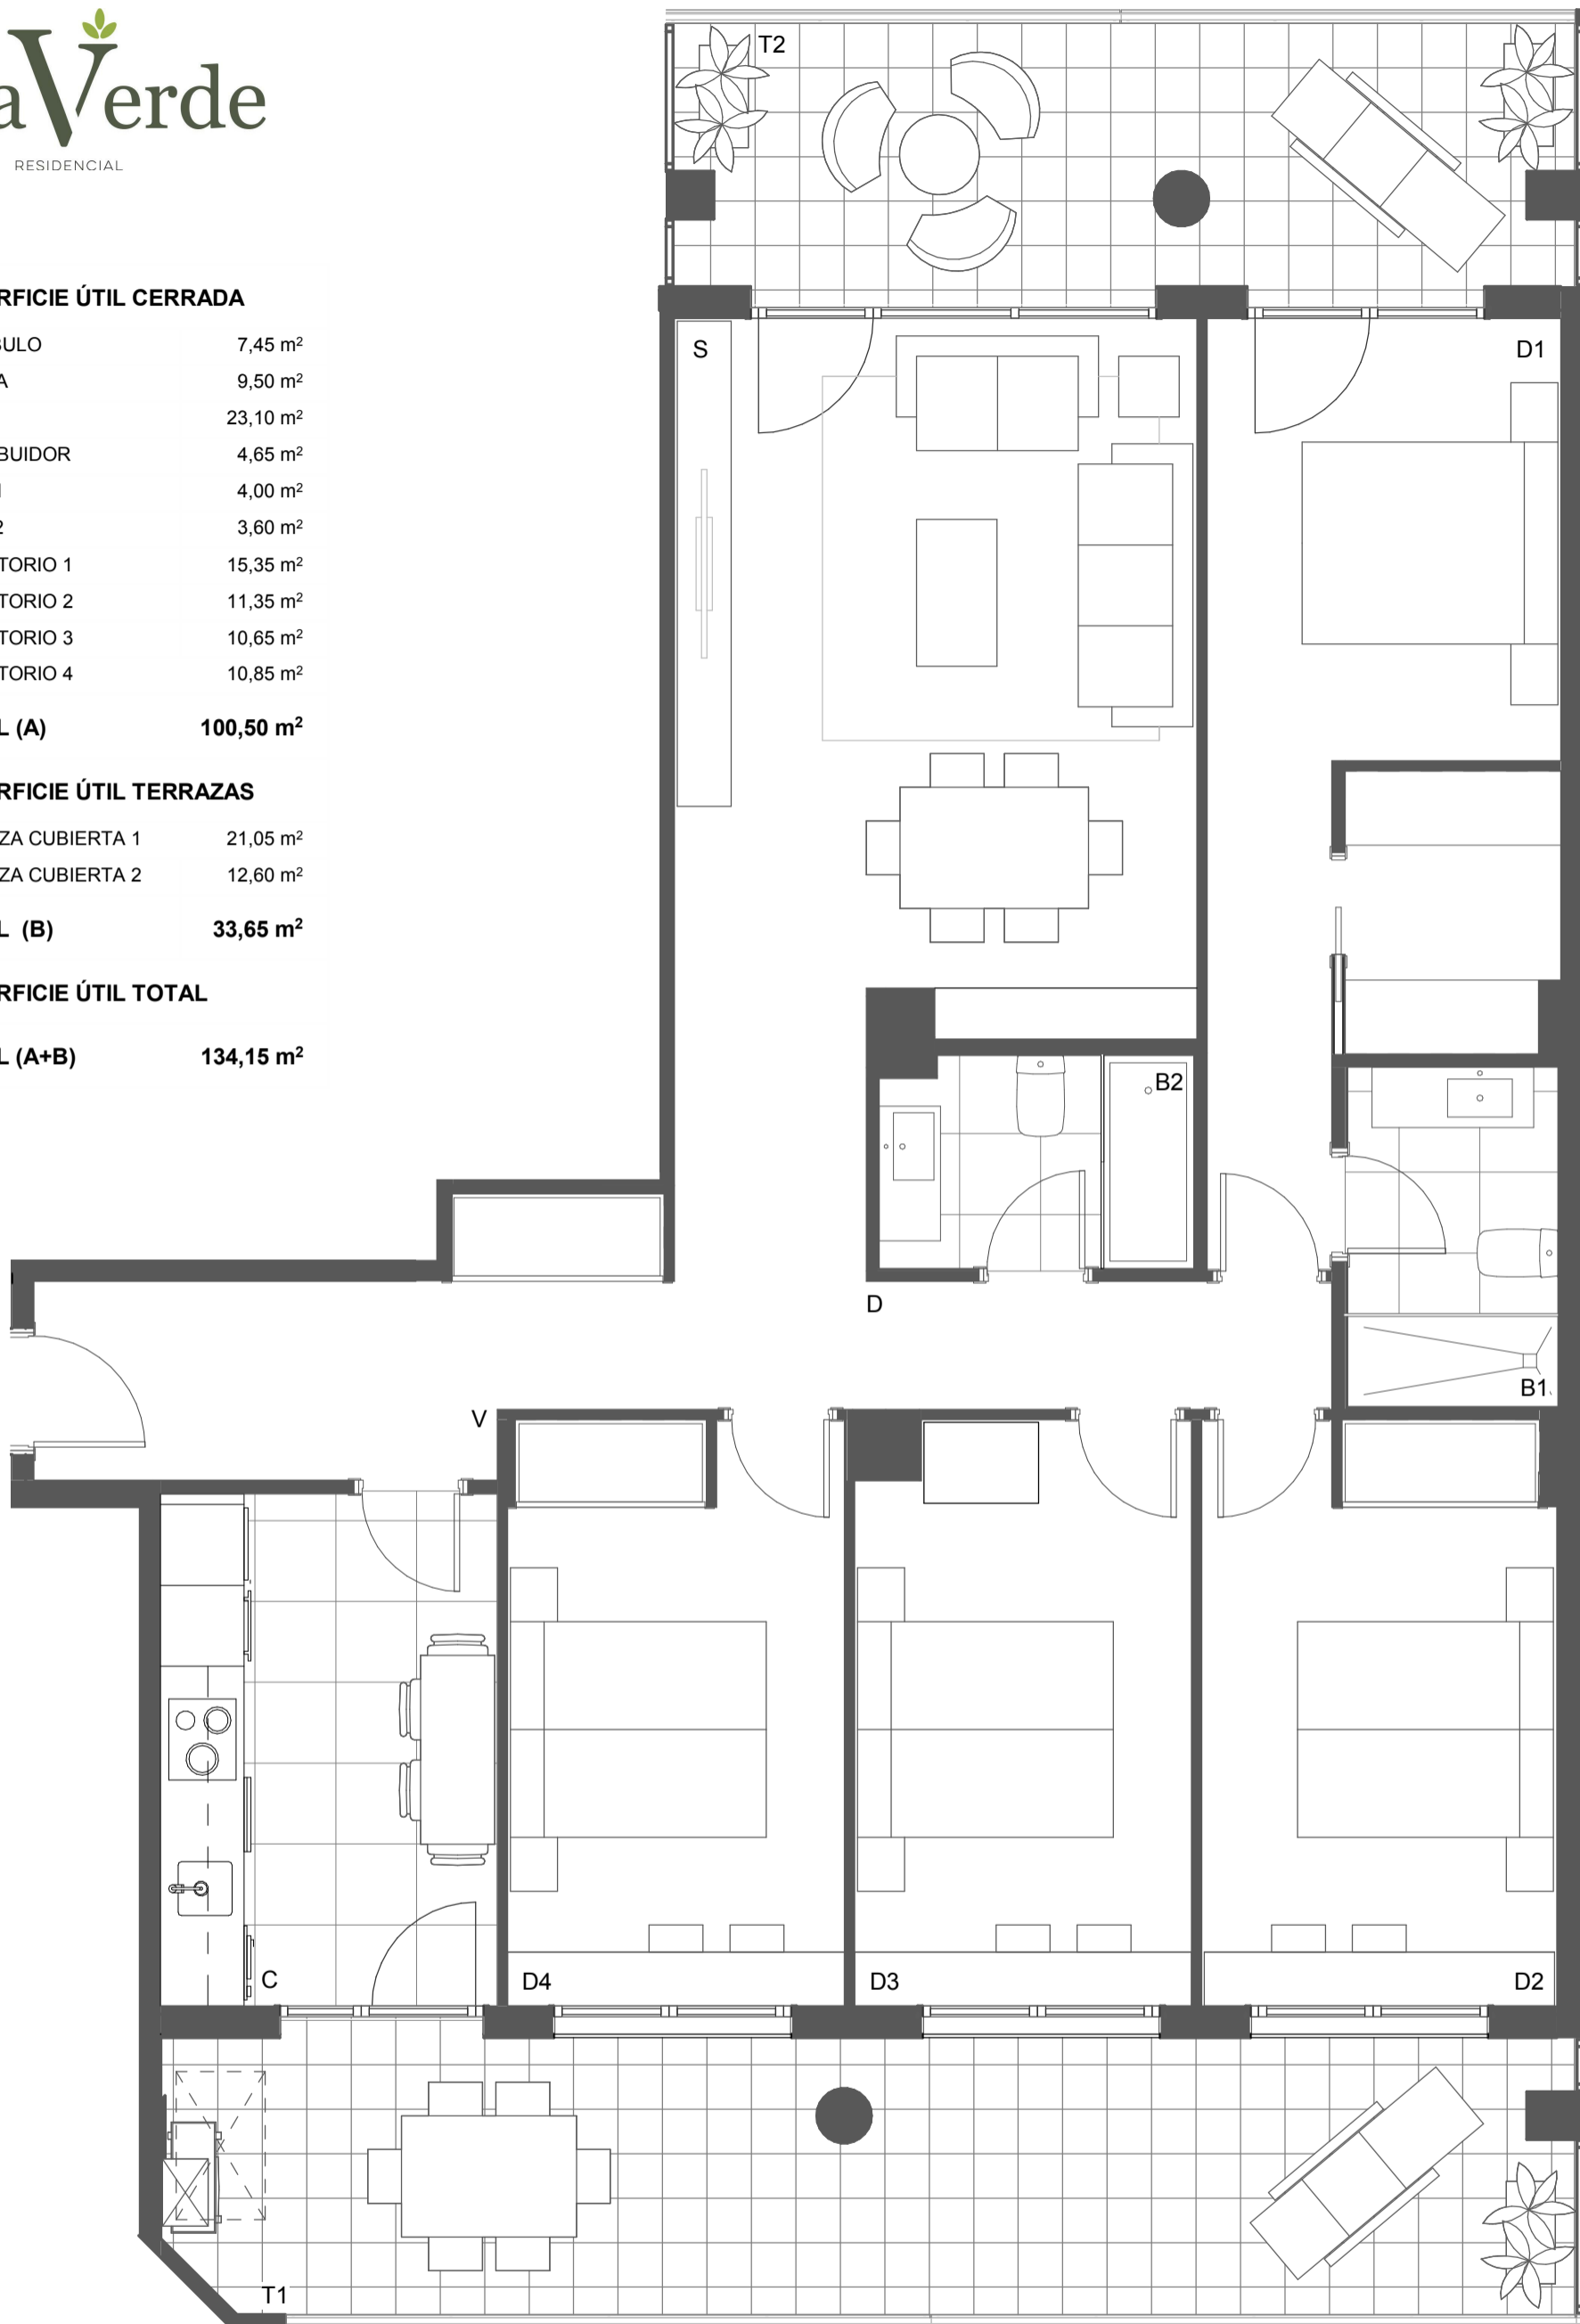 aVerde
RESIDENCIAL
RFICIE ÚTIL CERRADA
BULO 7,45 m²
A 9,50 m²
23,10 m²
BUIDOR 4,65 m²
4,00 m²
2 3,60 m²
TORIO 1 15,35 m²
TORIO 2 11,35 m²
TORIO 3 10,65 m²
TORIO 4 10,85 m²
L (A) 100,50 m²
RFICIE ÚTIL TERRAZAS
ZA CUBIERTA 1 21,05 m²
ZA CUBIERTA 2 12,60 m²
L (B) 33,65 m²
RFICIE ÚTIL TOTAL
L (A+B) 134,15 m²
T2
S
D1
B2
D
B1
V
C
D4
D3
D2
T1